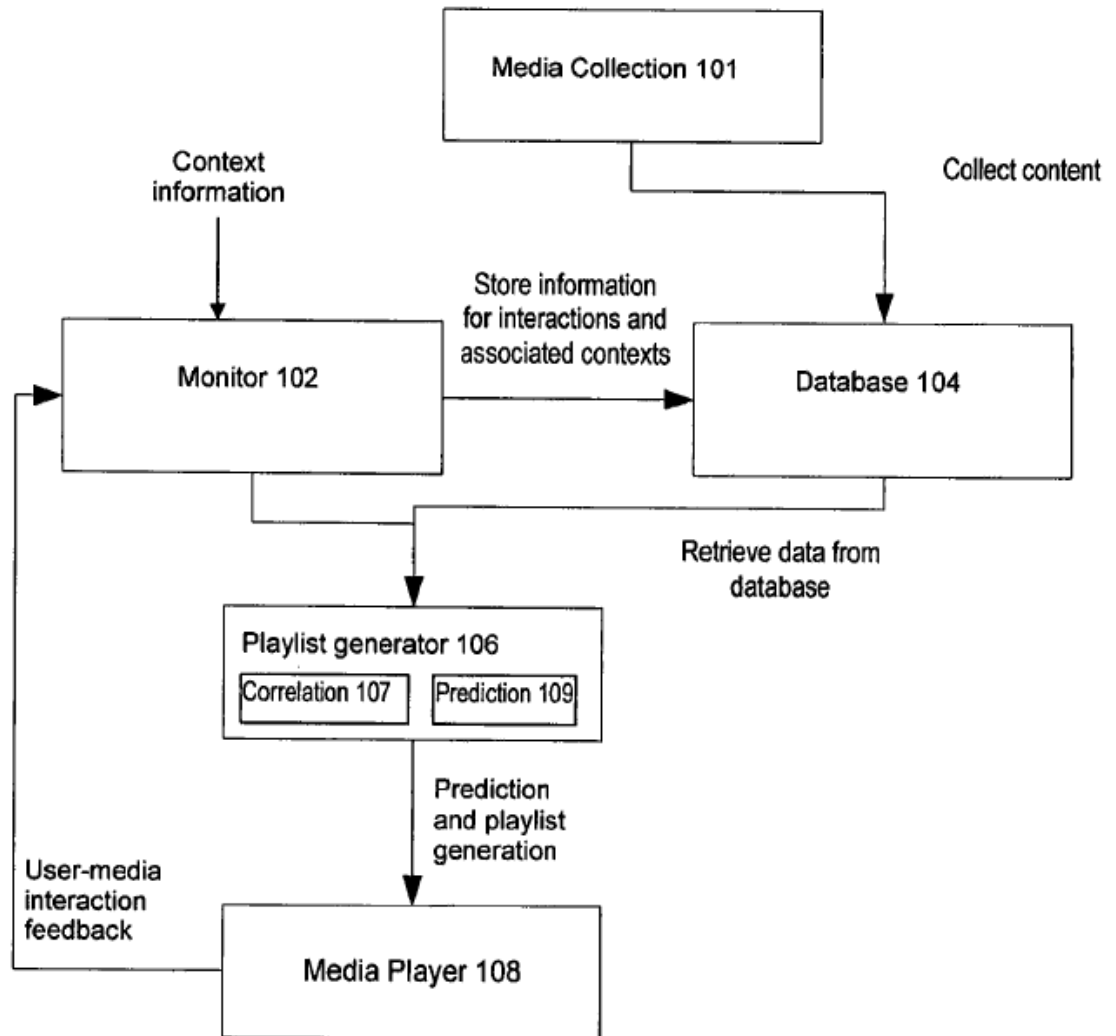 Media Collection 101
Context
information
Collect content
Store information
for interactions and
associated contexts
Monitor 102
Database 104
Retrieve data from
database
Playlist generator 106
Correlation 107
Prediction 109
Prediction
and playlist
generation
User-media
interaction
feedback
Media Player 108